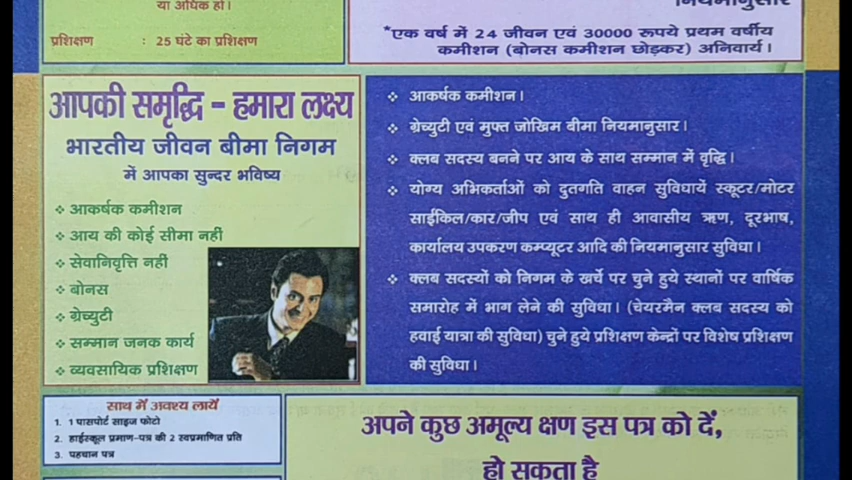 या अधिक हो।
प्रशिक्षण : 25 घंटे का प्रशिक्षण
नियमानुसार
*एक वर्ष में 24 जीवन एवं 30000 रूपये प्रथम वर्षीय
कमीशन (बोनस कमीशन छोड़कर) अनिवार्य।
आपकी समृद्धि - हमारा लक्ष्य
भारतीय जीवन बीमा निगम
में आपका सुन्दर भविष्य
❖ आकर्षक कमीशन
❖ आय की कोई सीमा नहीं
❖ सेवानिवृत्ति नहीं
❖ बोनस
❖ ग्रेच्युटी
❖ सम्मान जनक कार्य
❖ व्यवसायिक प्रशिक्षण
❖ आकर्षक कमीशन।
❖ ग्रेच्युटी एवं मुफ्त जोखिम बीमा नियमानुसार।
❖ क्लब सदस्य बनने पर आय के साथ सम्मान में वृद्धि।
❖ योग्य अभिकर्ताओं को दुतगति वाहन सुविधायें स्कूटर/मोटर
साईकिल/कार/जीप एवं साथ ही आवासीय ऋण, दूरभाष,
कार्यालय उपकरण कम्प्यूटर आदि की नियमानुसार सुविधा।
❖ क्लब सदस्यों को निगम के खर्चे पर चुने हुये स्थानों पर वार्षिक
समारोह में भाग लेने की सुविधा। (चेयरमैन क्लब सदस्य को
हवाई यात्रा की सुविधा) चुने हुये प्रशिक्षण केन्द्रों पर विशेष प्रशिक्षण
की सुविधा।
साथ में अवश्य लायें
1. 1 पासपोर्ट साइज फोटो
2. हाईस्कूल प्रमाण-पत्र की 2 स्वप्रमाणित प्रति
3. पहचान पत्र
अपने कुछ अमूल्य क्षण इस पत्र को दें,
हो सकता है